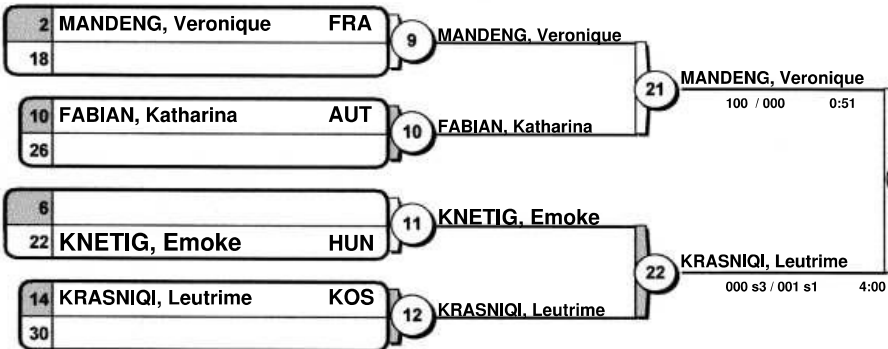 2 MANDENG, Veronique FRA
18
9 MANDENG, Veronique
10 FABIAN, Katharina AUT
26
10 FABIAN, Katharina
21 MANDENG, Veronique
100 / 000 0:51
6
22 KNETIG, Emoke HUN
11 KNETIG, Emoke
14 KRASNIQI, Leutrime KOS
30
12 KRASNIQI, Leutrime
22 KRASNIQI, Leutrime
000 s3 / 001 s1 4:00